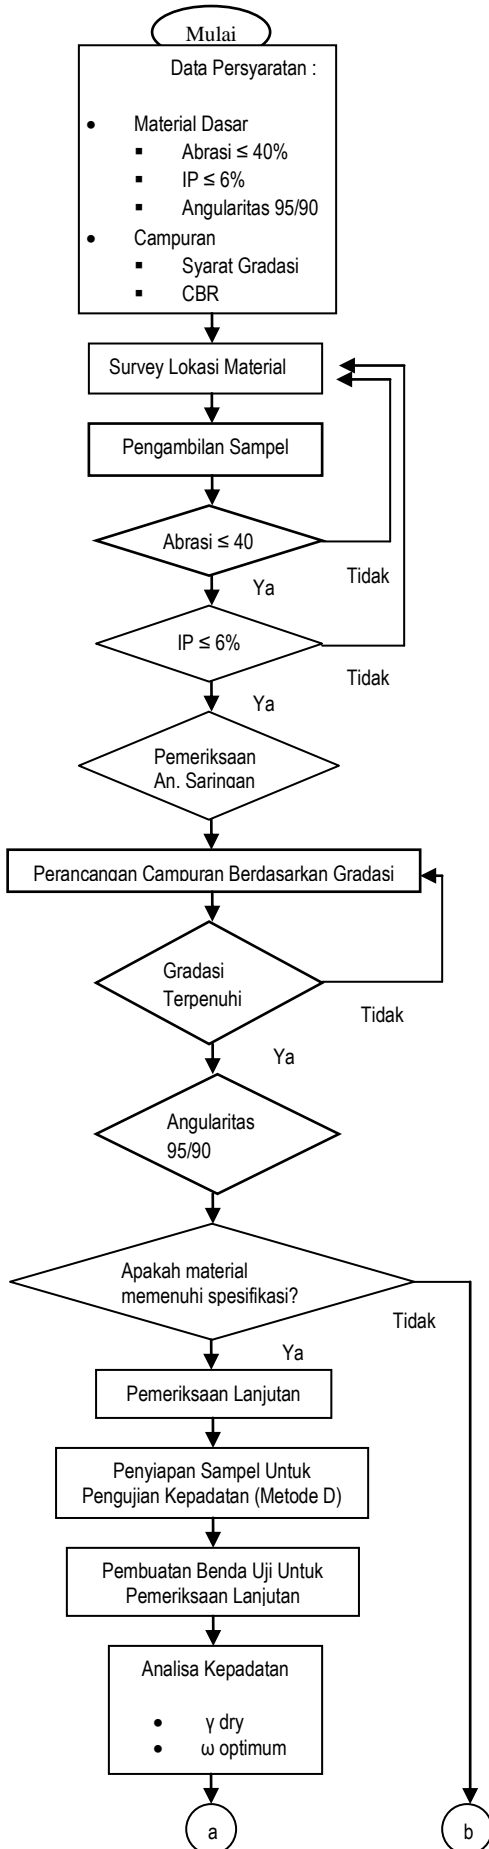 Mulai
Data Persyaratan :
• Material Dasar
▪ Abrasi ≤ 40%
▪ IP ≤ 6%
▪ Angularitas 95/90
• Campuran
▪ Syarat Gradasi
▪ CBR
Survey Lokasi Material
Pengambilan Sampel
Abrasi ≤ 40
Tidak
Ya
IP ≤ 6%
Tidak
Ya
Pemeriksaan
An. Saringan
Perancangan Campuran Berdasarkan Gradasi
Gradasi
Terpenuhi
Tidak
Ya
Angularitas
95/90
Apakah material
memenuhi spesifikasi?
Tidak
Ya
Pemeriksaan Lanjutan
Penyiapan Sampel Untuk
Pengujian Kepadatan (Metode D)
Pembuatan Benda Uji Untuk
Pemeriksaan Lanjutan
Analisa Kepadatan
• γ dry
• ω optimum
a
b